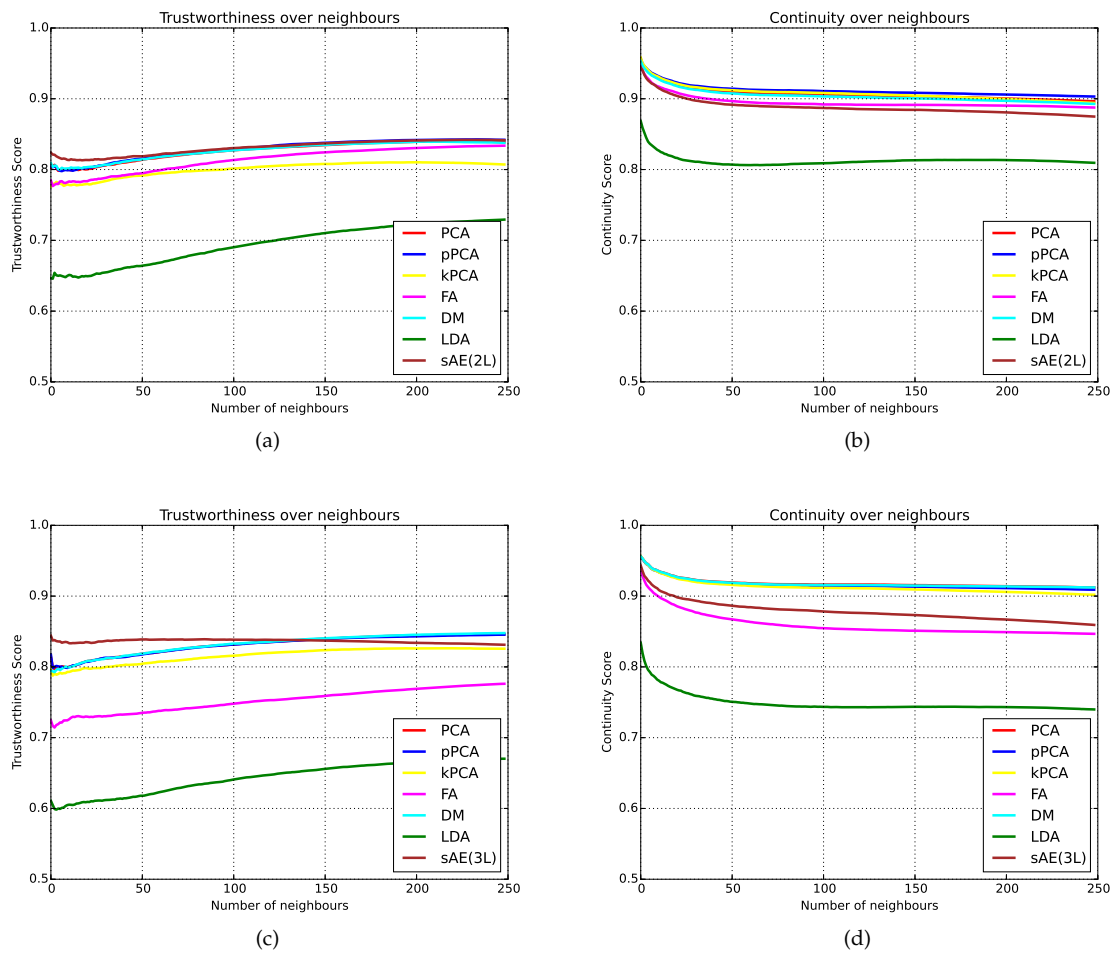 Trustworthiness over neighbours
1.0
0.9
0.8
0.7
0.6
0.5
Trustworthiness Score
PCA
pPCA
kPCA
FA
DM
LDA
sAE(2L)
0 50 100 150 200 250
Number of neighbours
(a)
Continuity over neighbours
1.0
0.9
0.8
0.7
0.6
0.5
Continuity Score
PCA
pPCA
kPCA
FA
DM
LDA
sAE(2L)
0 50 100 150 200 250
Number of neighbours
(b)
Trustworthiness over neighbours
1.0
0.9
0.8
0.7
0.6
0.5
Trustworthiness Score
PCA
pPCA
kPCA
FA
DM
LDA
sAE(3L)
0 50 100 150 200 250
Number of neighbours
(c)
Continuity over neighbours
1.0
0.9
0.8
0.7
0.6
0.5
Continuity Score
PCA
pPCA
kPCA
FA
DM
LDA
sAE(3L)
0 50 100 150 200 250
Number of neighbours
(d)